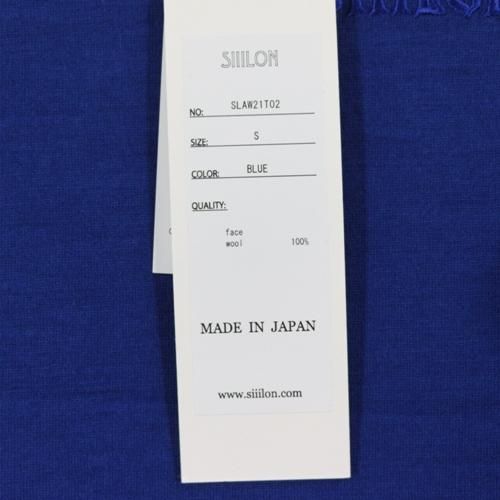 SIIILON
NO: SLAW21T02
SIZE: S
COLOR: BLUE
QUALITY:
face
wool 100%
MADE IN JAPAN
www.siiilon.com